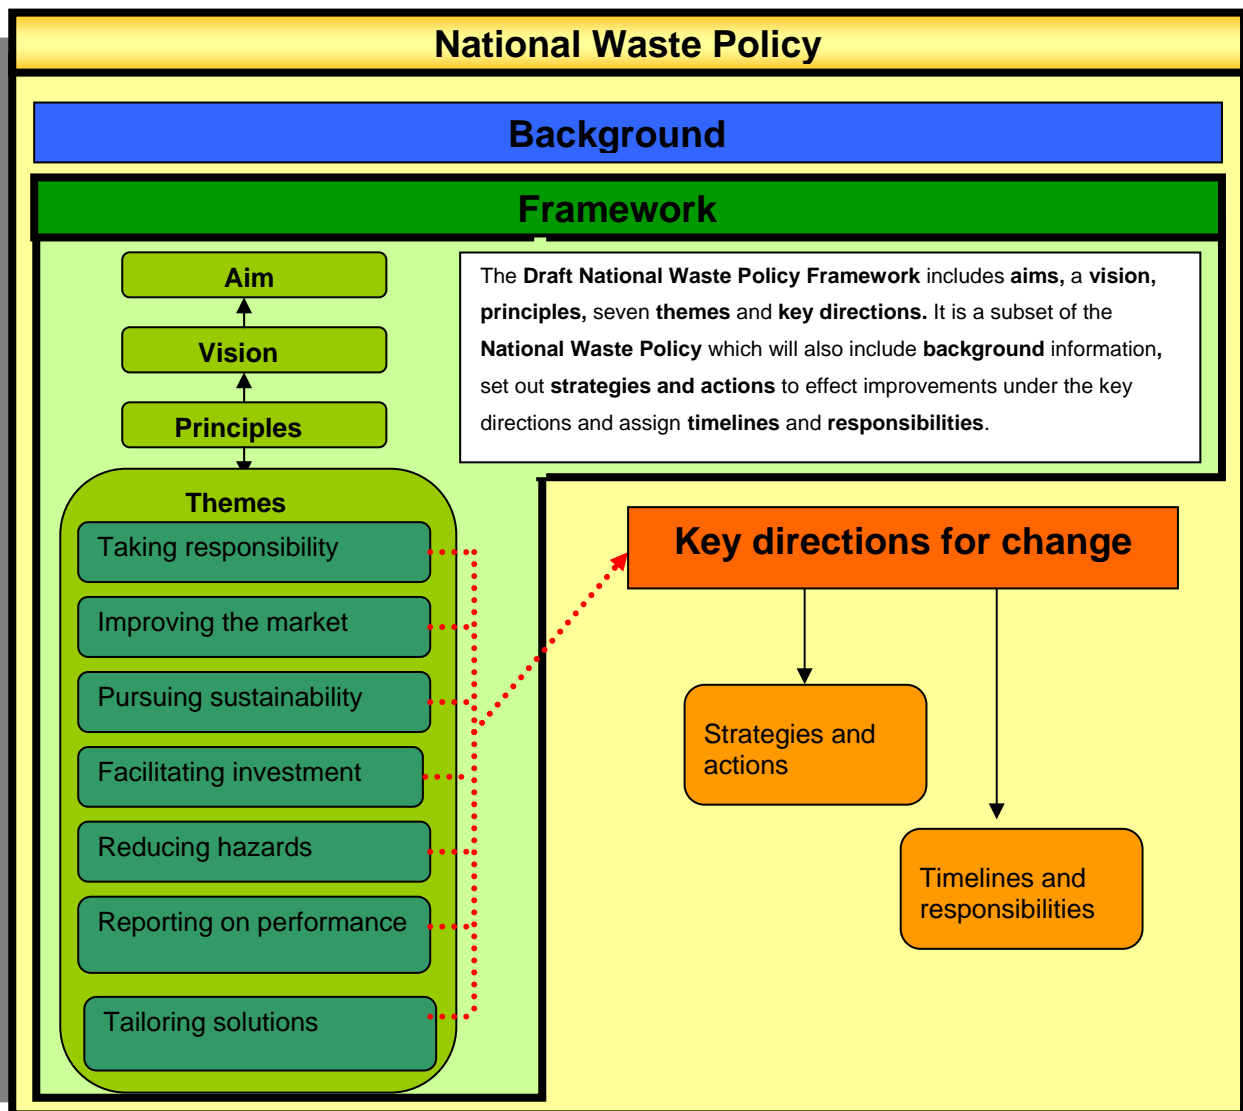 National Waste Policy
Background
Framework
Aim
Vision
Principles
The Draft National Waste Policy Framework includes aims, a vision,
principles, seven themes and key directions. It is a subset of the
National Waste Policy which will also include background information,
set out strategies and actions to effect improvements under the key
directions and assign timelines and responsibilities.
Themes
Taking responsibility
Improving the market
Pursuing sustainability
Facilitating investment
Reducing hazards
Reporting on performance
Tailoring solutions
Key directions for change
Strategies and
actions
Timelines and
responsibilities